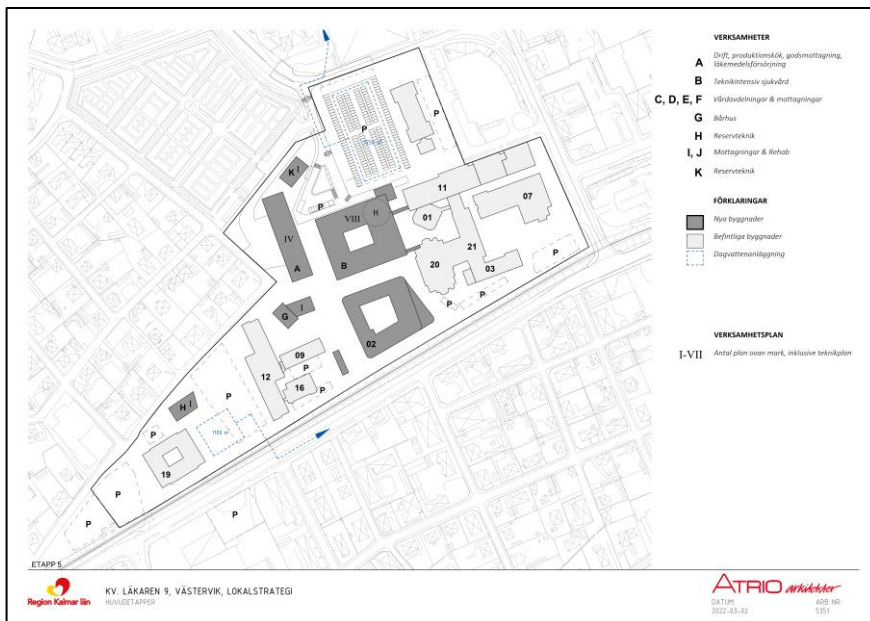 VERKSAMHETER
A Drift, produktionskök, godsmottagning, läkemedelsförsörjning
B Teknikintensiv sjukvård
C, D, E, F Vårdavdelningar & mottagningar
G Bårhus
H Reservteknik
I, J Mottagningar & Rehab
K Reservteknik
FÖRKLARINGAR
Nya byggnader
Befintliga byggnader
Dagvattenanläggning
VERKSAMHETSPLAN
I-VII Antal plan ovan mark, inklusive teknikplan
P
P
K I
P
11
07
VIII H
01
IV
21
A
B
20
03
P
P
P
G I
02
09
12
P
16
P
P
H I
P
19
P
P
P
ETAPP 5
Region Kalmar län
KV. LÄKAREN 9, VÄSTERVIK, LOKALSTRATEGI
HUVUDETAPPER
ATRIO arkitekter
DATUM:
2022-03-02
ARB NR:
5351